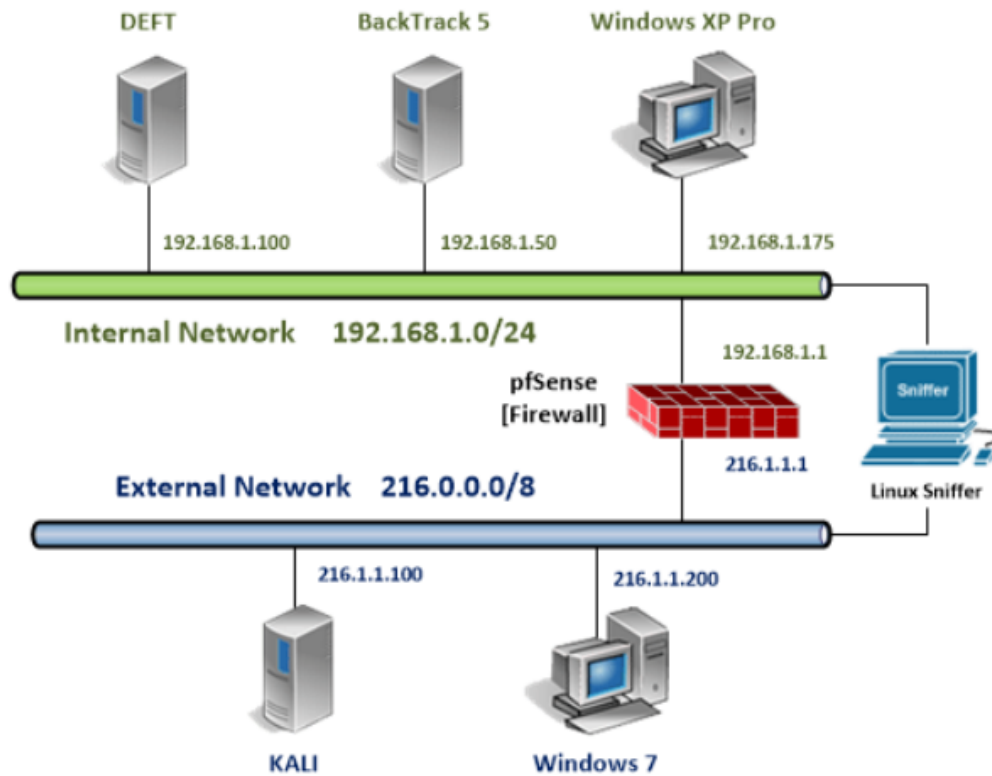 DEFT
BackTrack 5
Windows XP Pro
192.168.1.100
192.168.1.50
192.168.1.175
Internal Network 192.168.1.0/24
192.168.1.1
pfSense
[Firewall]
Sniffer
216.1.1.1
External Network 216.0.0.0/8
Linux Sniffer
216.1.1.100
216.1.1.200
KALI
Windows 7